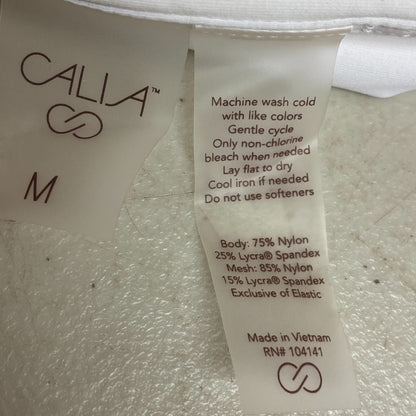 CALIA™
M
Machine wash cold
with like colors
Gentle cycle
Only non-chlorine
bleach when needed
Lay flat to dry
Cool iron if needed
Do not use softeners
Body: 75% Nylon
25% Lycra® Spandex
Mesh: 85% Nylon
15% Lycra® Spandex
Exclusive of Elastic
Made in Vietnam
RN# 104141